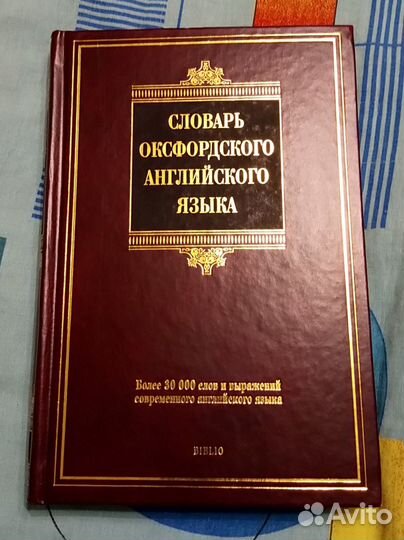 СЛОВАРЬ
ОКСФОРДСКОГО
АНГЛИЙСКОГО
ЯЗЫКА
Более 30 000 слов и выражений
современного английского языка
BIBLIO
Avito